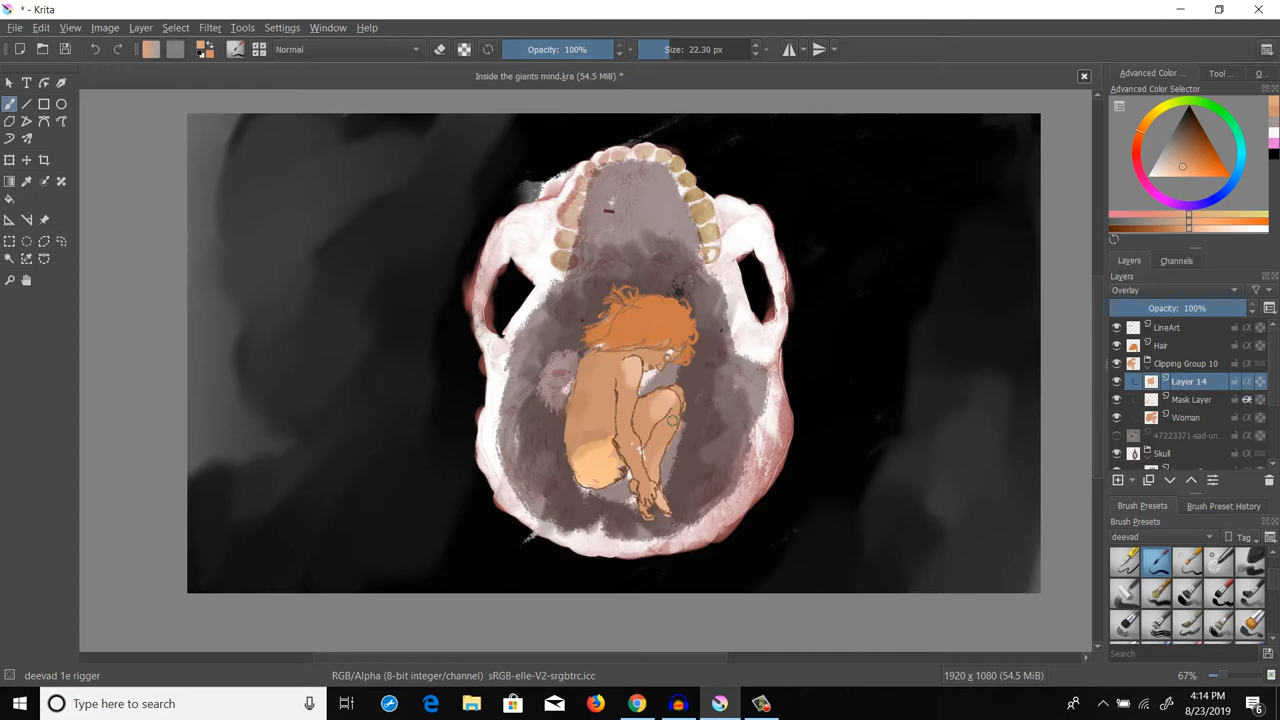 * - Krita
File Edit View Image Layer Select Filter Tools Settings Window Help
Normal Opacity: 100% Size: 22.30 px
Inside the giants mind.kra (54.5 MiB) *
Advanced Color ... Tool ... Q...
Advanced Color Selector
Layers Channels
Layers
Overlay
Opacity: 100%
LineArt
Hair
Clipping Group 10
Layer 14
Mask Layer
Woman
47223371-sad-un...
Skull
Brush Presets Brush Preset History
Brush Presets
deevad Tag
Search
deevad 1e rigger RGB/Alpha (8-bit integer/channel) sRGB-elle-V2-srgbtrc.icc 1920 x 1080 (54.5 MiB) 67%
Type here to search
4:14 PM
8/23/2019
6